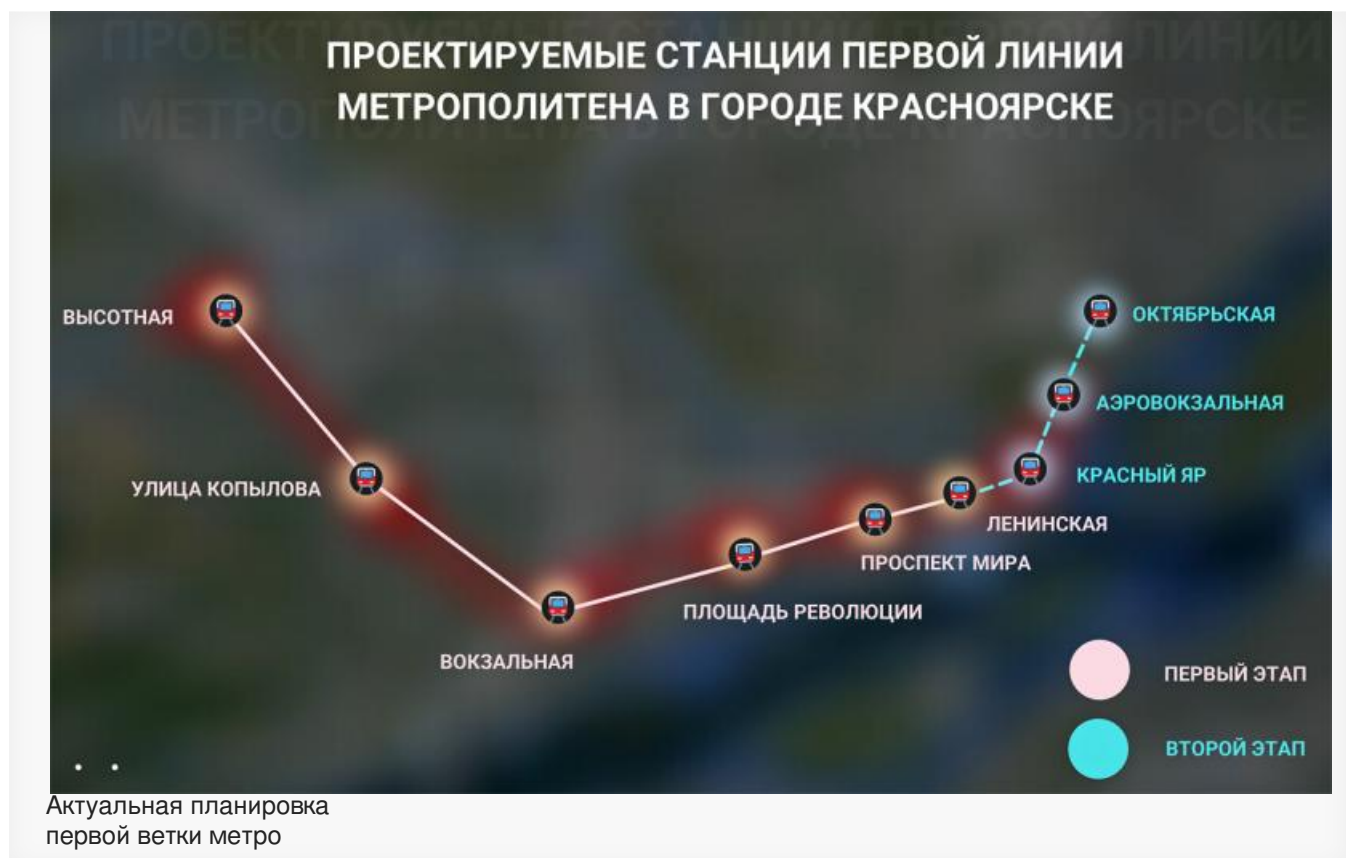 ПРОЕКТИРУЕМЫЕ СТАНЦИИ ПЕРВОЙ ЛИНИИ
МЕТРОПОЛИТЕНА В ГОРОДЕ КРАСНОЯРСКЕ
ВЫСОТНАЯ
ОКТЯБРЬСКАЯ
АЭРОВОКЗАЛЬНАЯ
КРАСНЫЙ ЯР
УЛИЦА КОПЫЛОВА
ЛЕНИНСКАЯ
ПРОСПЕКТ МИРА
ПЛОЩАДЬ РЕВОЛЮЦИИ
ВОКЗАЛЬНАЯ
ПЕРВЫЙ ЭТАП
ВТОРОЙ ЭТАП
Актуальная планировка
первой ветки метро